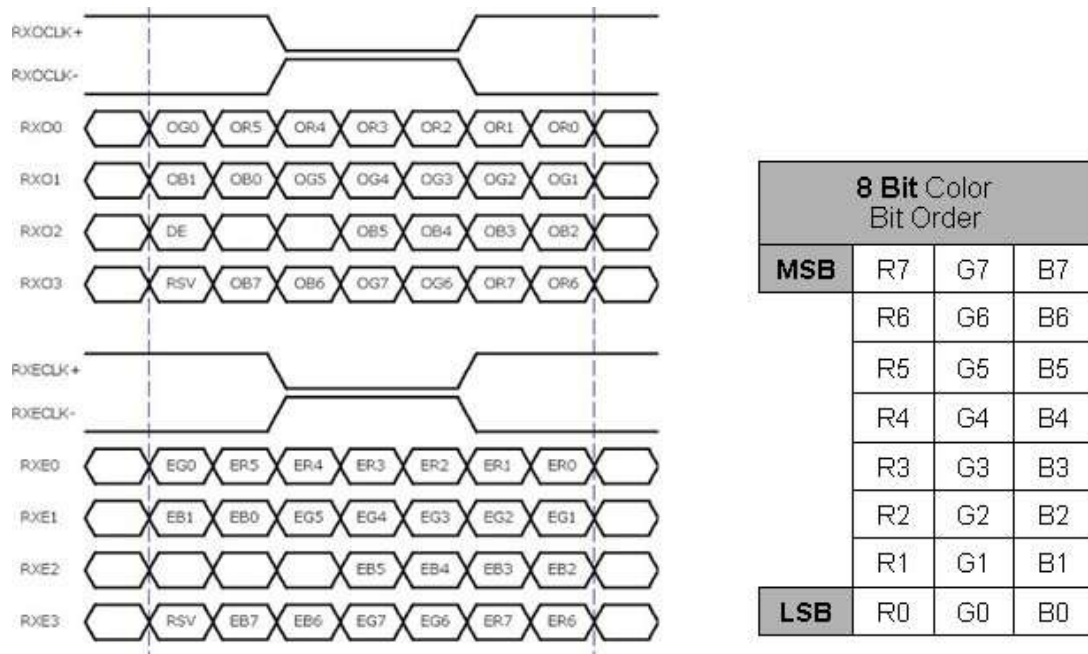 RXOCLK+
RXOCLK-
RXO0 OG0 OR5 OR4 OR3 OR2 OR1 OR0
RXO1 OB1 OB0 OG5 OG4 OG3 OG2 OG1
RXO2 DE OB5 OB4 OB3 OB2
RXO3 RSV OB7 OB6 OG7 OG6 OR7 OR6
RXECLK+
RXECLK-
RXE0 EG0 ER5 ER4 ER3 ER2 ER1 ER0
RXE1 EB1 EB0 EG5 EG4 EG3 EG2 EG1
RXE2 EB5 EB4 EB3 EB2
RXE3 RSV EB7 EB6 EG7 EG6 ER7 ER6
8 Bit Color
Bit Order
MSB R7 G7 B7
R6 G6 B6
R5 G5 B5
R4 G4 B4
R3 G3 B3
R2 G2 B2
R1 G1 B1
LSB R0 G0 B0